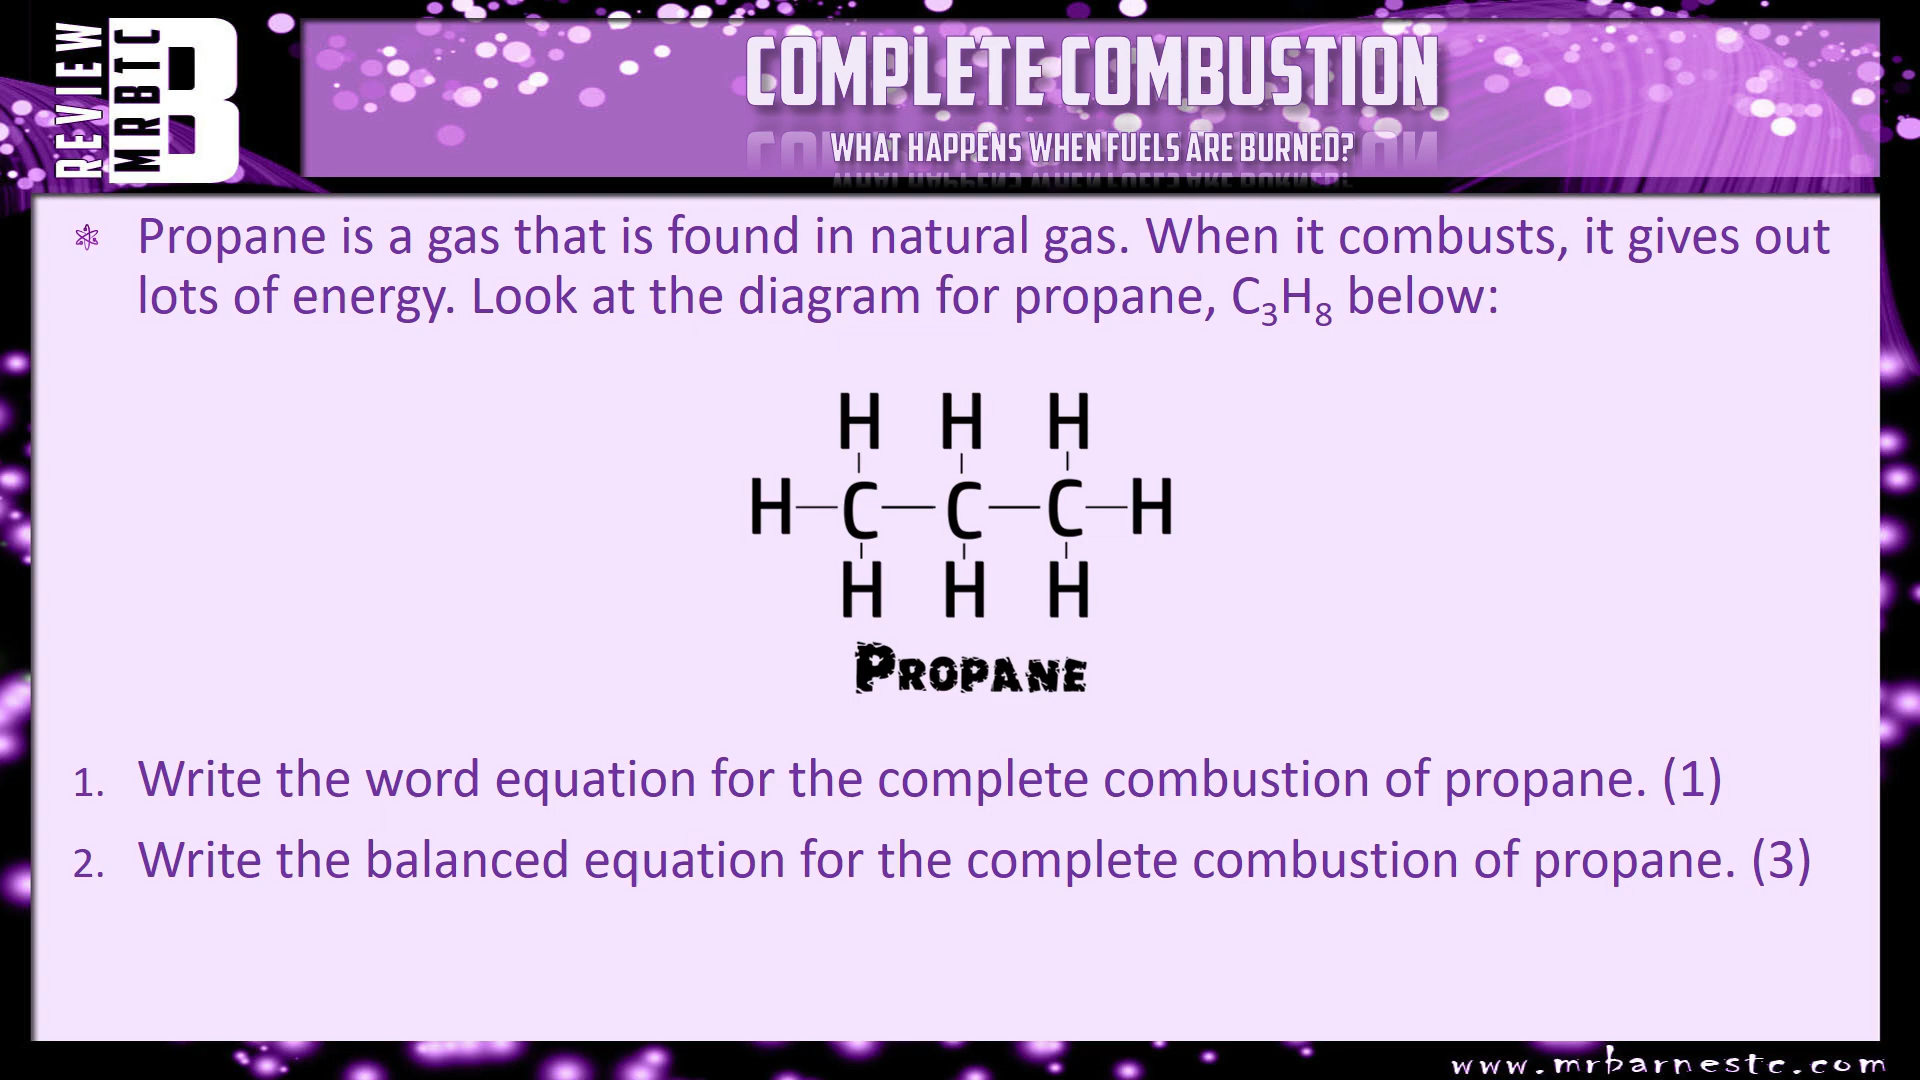 REVIEW
MRBTC
B
COMPLETE COMBUSTION
WHAT HAPPENS WHEN FUELS ARE BURNED?
Propane is a gas that is found in natural gas. When it combusts, it gives out
lots of energy. Look at the diagram for propane, C₃H₈ below:
H H H
H—C—C—C—H
H H H
PROPANE
1. Write the word equation for the complete combustion of propane. (1)
2. Write the balanced equation for the complete combustion of propane. (3)
www.mrbarnestc.com